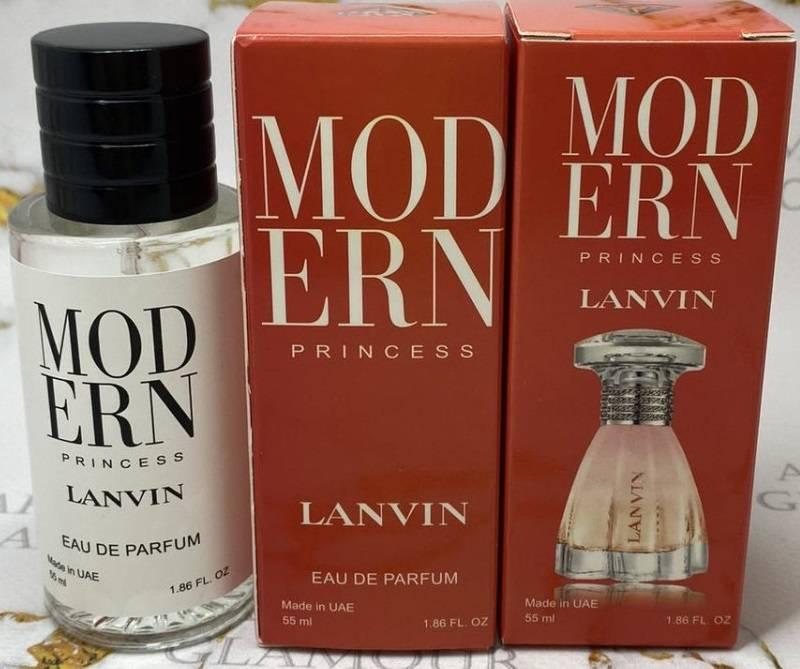 MOD
ERN
PRINCESS
LANVIN
EAU DE PARFUM
Made in UAE
55 ml
1.86 FL. OZ
MOD
ERN
PRINCESS
LANVIN
EAU DE PARFUM
Made in UAE
55 ml
1.86 FL. OZ
MOD
ERN
PRINCESS
LANVIN
LANVIN
Made in UAE
55 ml
1.86 FL. OZ
GLAMOUR